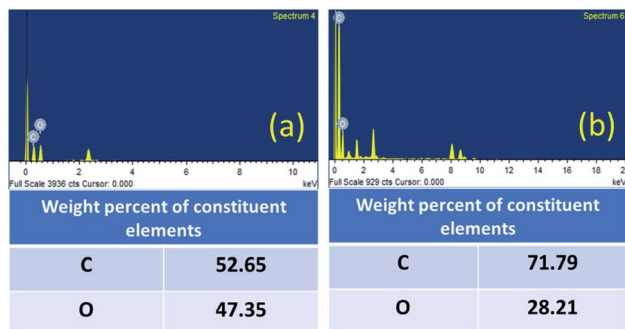 Spectrum 4
C
O
(a)
0 2 4 6 8 10
Full Scale 3936 cts Cursor: 0.000 keV
Weight percent of constituent
elements
C 52.65
O 47.35
Spectrum 6
C
O
(b)
0 2 4 6 8 10 12 14 16 18 2
Full Scale 929 cts Cursor: 0.000 keV
Weight percent of constituent
elements
C 71.79
O 28.21